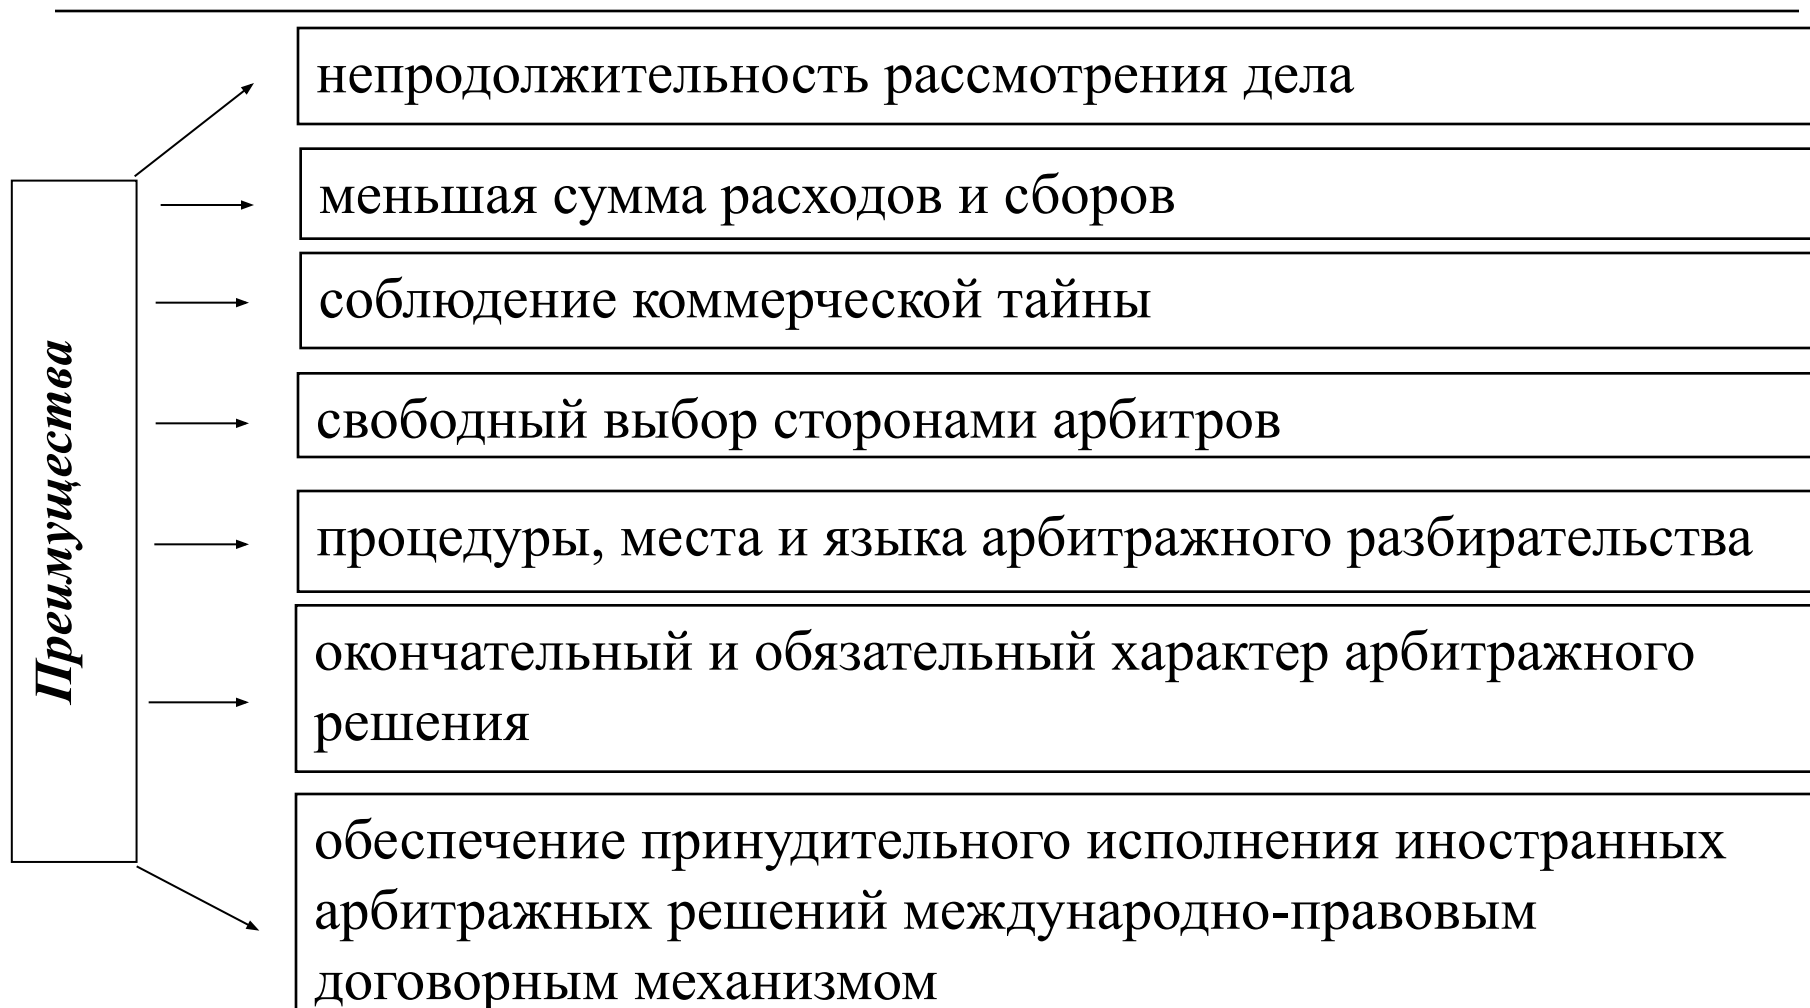 Преимущества
непродолжительность рассмотрения дела
меньшая сумма расходов и сборов
соблюдение коммерческой тайны
свободный выбор сторонами арбитров
процедуры, места и языка арбитражного разбирательства
окончательный и обязательный характер арбитражного
решения
обеспечение принудительного исполнения иностранных
арбитражных решений международно-правовым
договорным механизмом